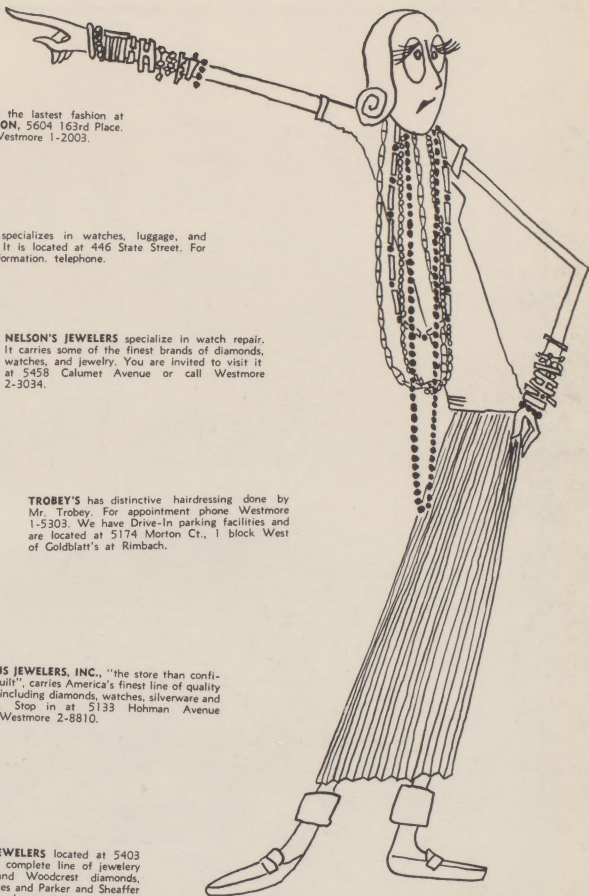 the lastest fashion at
ON, 5604 163rd Place.
estmore 1-2003.
specializes in watches, luggage, and
It is located at 446 State Street. For
formation. telephone.
NELSON'S JEWELERS specialize in watch repair.
It carries some of the finest brands of diamonds,
watches, and jewelry. You are invited to visit it
at 5458 Calumet Avenue or call Westmore
2-3034.
TROBEY'S has distinctive hairdressing done by
Mr. Trobey. For appointment phone Westmore
1-5303. We have Drive-In parking facilities and
are located at 5174 Morton Ct., 1 block West
of Goldblatt's at Rimbach.
IS JEWELERS, INC., "the store than confi-
uilt", carries America's finest line of quality
including diamonds, watches, silverware and
Stop in at 5133 Hohman Avenue
Westmore 2-8810.
EWELERS located at 5403
complete line of jewelery
and Woodcrest diamonds,
es and Parker and Sheaffer